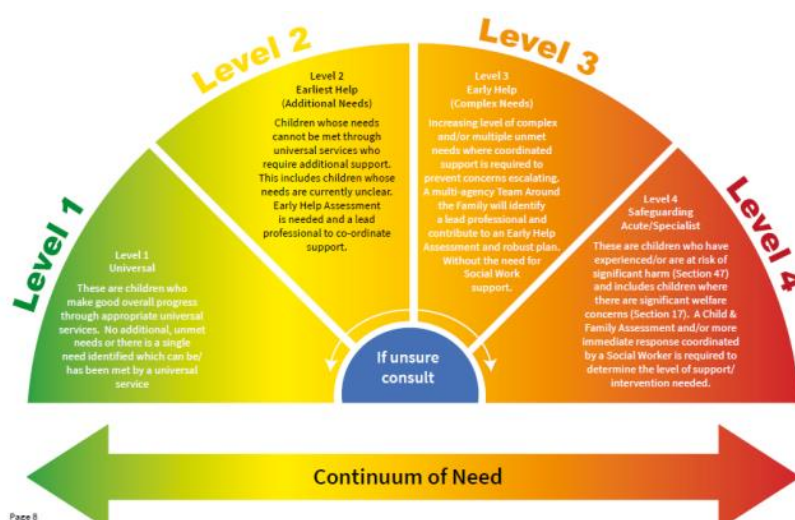 Level 1
Level 2
Level 3
Level 4
Level 1
Universal
These are children who
make good overall progress
through appropriate universal
services. No additional, unmet
needs or there is a single
need identified which can be/
has been met by a universal
service
Level 2
Earliest Help
(Additional Needs)
Children whose needs
cannot be met through
universal services who
require additional support.
This includes children whose
needs are currently unclear.
Early Help Assessment
is needed and a lead
professional to co-ordinate
support.
Level 3
Early Help
(Complex Needs)
Increasing level of complex
and/or multiple unmet
needs where coordinated
support is required to
prevent concerns escalating.
A multi-agency Team Around
the Family will identify
a lead professional and
contribute to an Early Help
Assessment and robust plan.
Without the need for
Social Work
support.
Level 4
Safeguarding
Acute/Specialist
These are children who have
experienced/or are at risk of
significant harm (Section 47)
and includes children where
there are significant welfare
concerns (Section 17). A Child &
Family Assessment and/or more
immediate response coordinated
by a Social Worker is required to
determine the level of support/
intervention needed.
If unsure
consult
Continuum of Need
Page 8